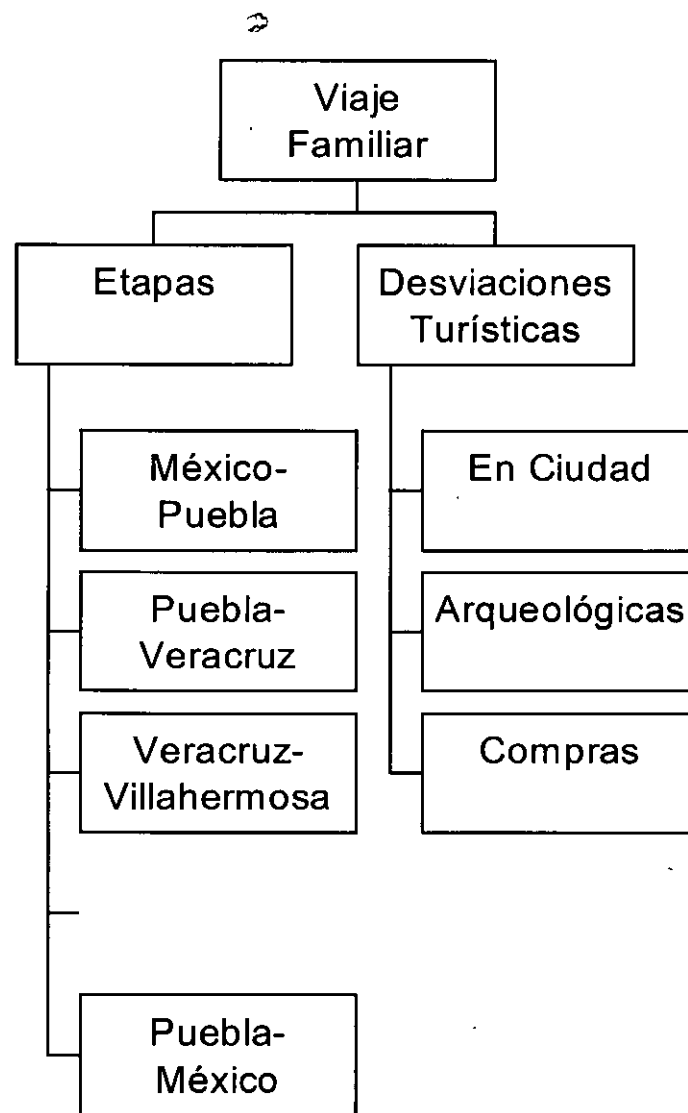 Viaje
Familiar
Etapas
Desviaciones
Turísticas
México-
Puebla
Puebla-
Veracruz
Veracruz-
Villahermosa
Puebla-
México
En Ciudad
Arqueológicas
Compras